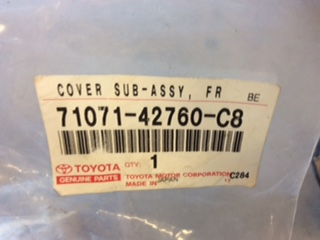 COVER SUB-ASSY, FR
BE
71071-42760-C8
TOYOTA
GENUINE PARTS
QTY: 1
TOYOTA MOTOR CORPORATION
MADE IN JAPAN
C284